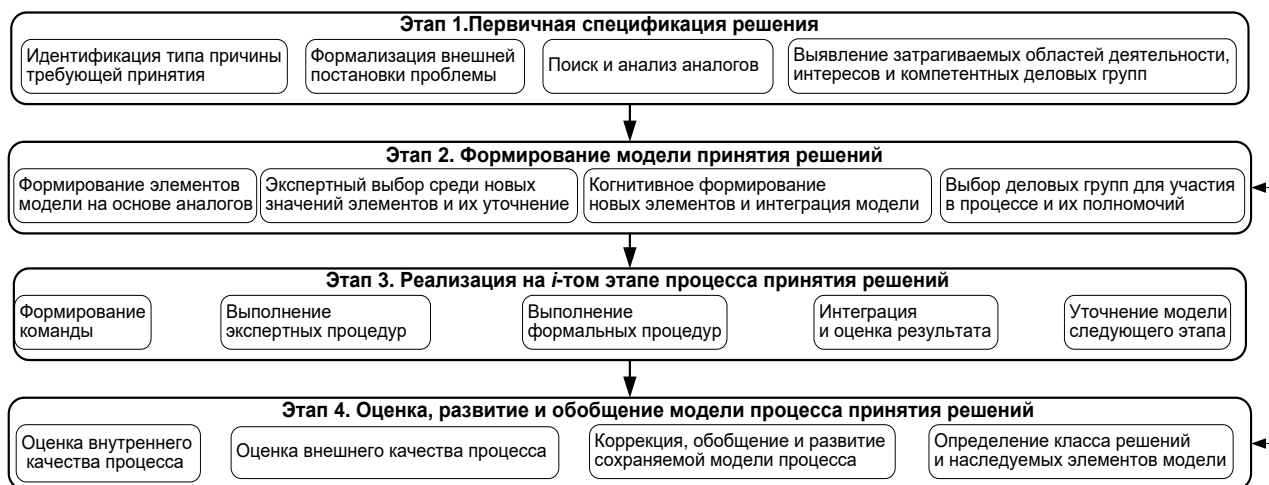 Этап 1.Первичная спецификация решения
Идентификация типа причины
требующей принятия
Формализация внешней
постановки проблемы
Поиск и анализ аналогов
Выявление затрагиваемых областей деятельности,
интересов и компетентных деловых групп
Этап 2. Формирование модели принятия решений
Формирование элементов
модели на основе аналогов
Экспертный выбор среди новых
значений элементов и их уточнение
Когнитивное формирование
новых элементов и интеграция модели
Выбор деловых групп для участия
в процессе и их полномочий
Этап 3. Реализация на i-том этапе процесса принятия решений
Формирование
команды
Выполнение
экспертных процедур
Выполнение
формальных процедур
Интеграция
и оценка результата
Уточнение модели
следующего этапа
Этап 4. Оценка, развитие и обобщение модели процесса принятия решений
Оценка внутреннего
качества процесса
Оценка внешнего качества процесса
Коррекция, обобщение и развитие
сохраняемой модели процесса
Определение класса решений
и наследуемых элементов модели